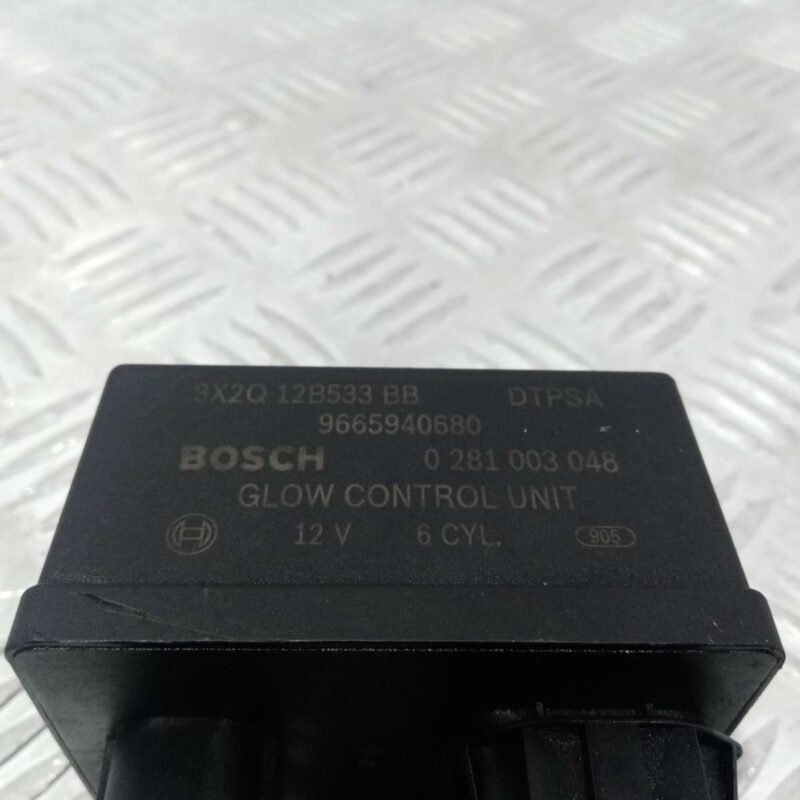 9X2Q 12B533 BB DTPSA
9665940680
BOSCH 0 281 003 048
GLOW CONTROL UNIT
12 V 6 CYL. 905